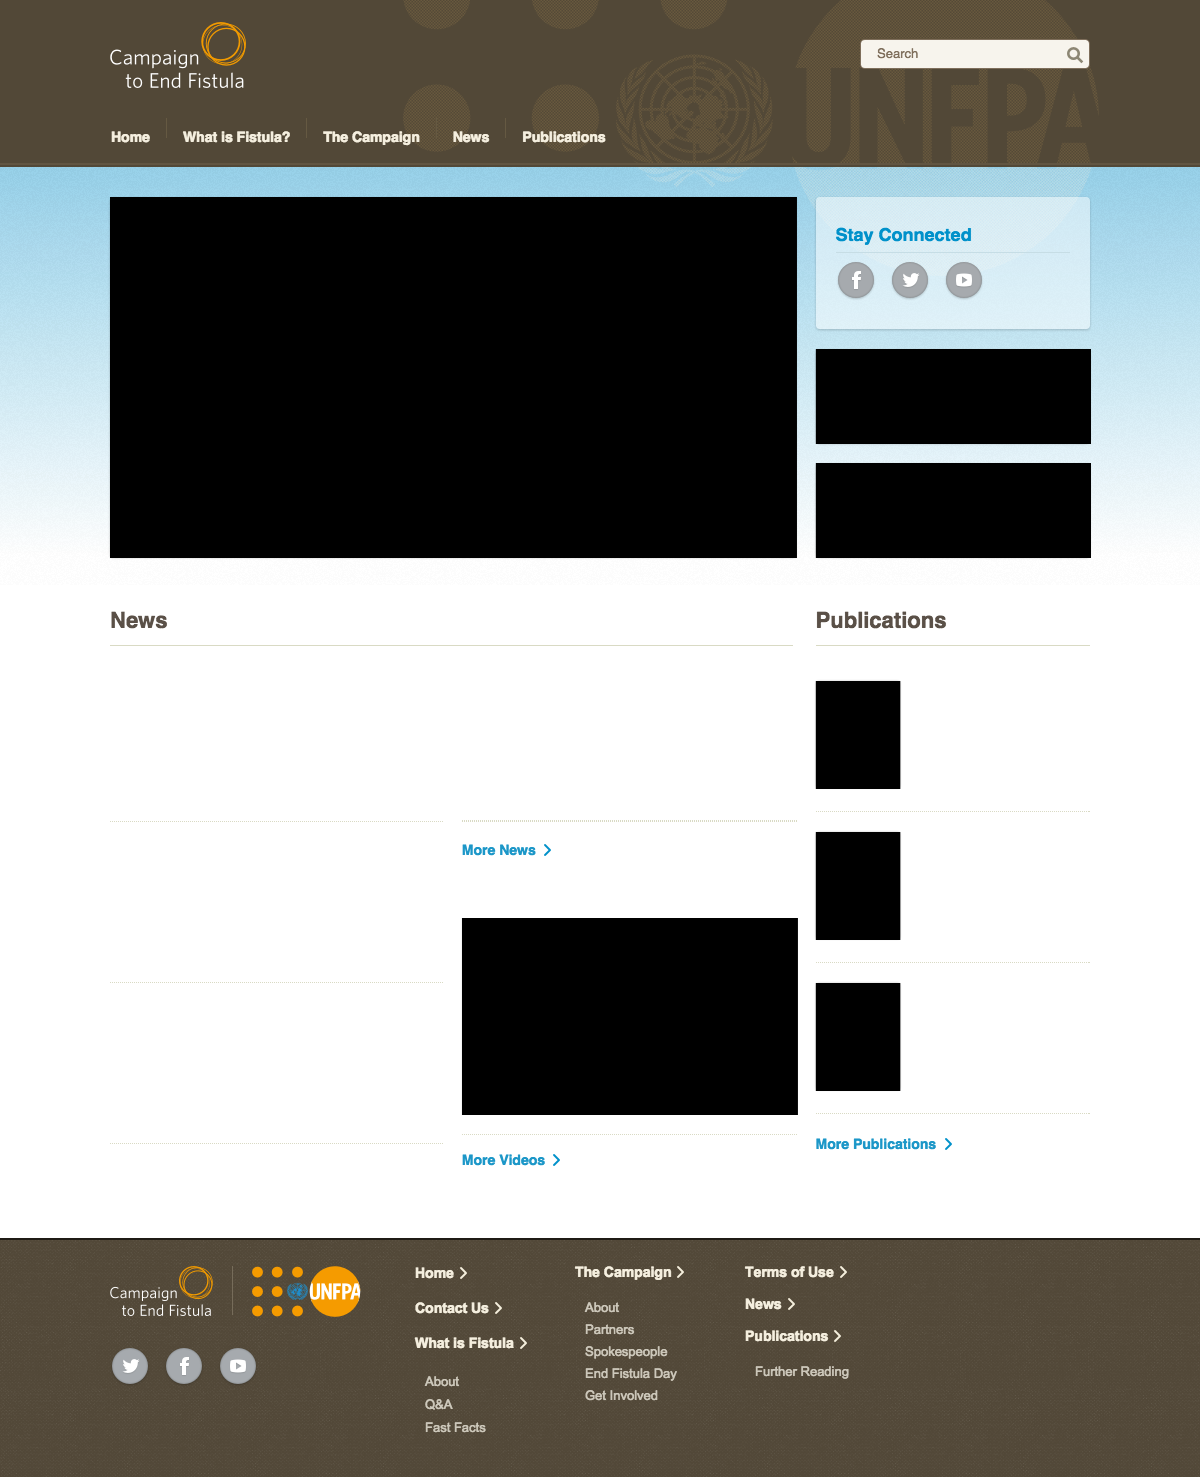 Campaign
to End Fistula
Search
UNFPA
Home
What is Fistula?
The Campaign
News
Publications
Stay Connected
News
Publications
More News
More Videos
More Publications
Campaign
to End Fistula
UNFPA
Home
Contact Us
What is Fistula
About
Q&A
Fast Facts
The Campaign
About
Partners
Spokespeople
End Fistula Day
Get Involved
Terms of Use
News
Publications
Further Reading